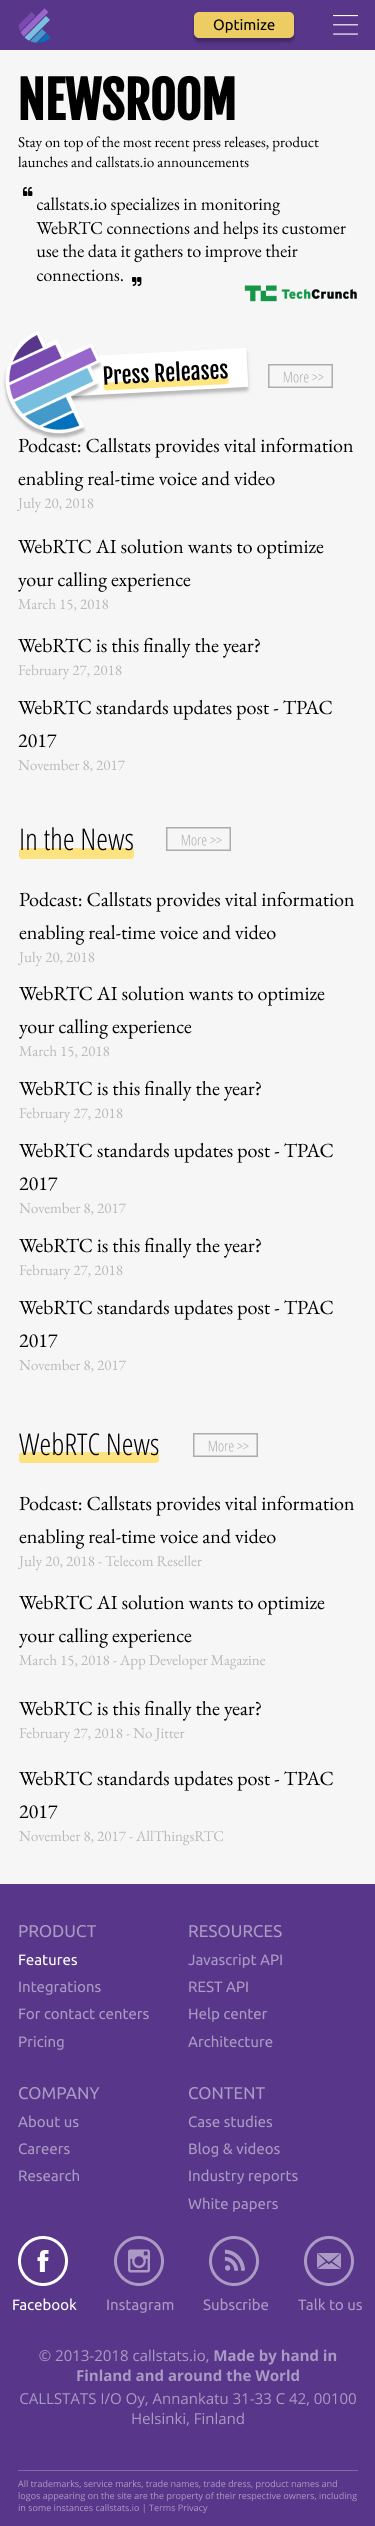 Optimize
NEWSROOM
Stay on top of the most recent press releases, product
launches and callstats.io announcements
“ callstats.io specializes in monitoring
WebRTC connections and helps its customer
use the data it gathers to improve their
connections. ”
TC TechCrunch
Press Releases
More >>
Podcast: Callstats provides vital information
enabling real-time voice and video
July 20, 2018
WebRTC AI solution wants to optimize
your calling experience
March 15, 2018
WebRTC is this finally the year?
February 27, 2018
WebRTC standards updates post - TPAC
2017
November 8, 2017
In the News
More >>
Podcast: Callstats provides vital information
enabling real-time voice and video
July 20, 2018
WebRTC AI solution wants to optimize
your calling experience
March 15, 2018
WebRTC is this finally the year?
February 27, 2018
WebRTC standards updates post - TPAC
2017
November 8, 2017
WebRTC is this finally the year?
February 27, 2018
WebRTC standards updates post - TPAC
2017
November 8, 2017
WebRTC News
More >>
Podcast: Callstats provides vital information
enabling real-time voice and video
July 20, 2018 - Telecom Reseller
WebRTC AI solution wants to optimize
your calling experience
March 15, 2018 - App Developer Magazine
WebRTC is this finally the year?
February 27, 2018 - No Jitter
WebRTC standards updates post - TPAC
2017
November 8, 2017 - AllThingsRTC
PRODUCT
Features
Integrations
For contact centers
Pricing
RESOURCES
Javascript API
REST API
Help center
Architecture
COMPANY
About us
Careers
Research
CONTENT
Case studies
Blog & videos
Industry reports
White papers
Facebook
Instagram
Subscribe
Talk to us
© 2013-2018 callstats.io, Made by hand in
Finland and around the World
CALLSTATS I/O Oy, Annankatu 31-33 C 42, 00100
Helsinki, Finland
All trademarks, service marks, trade names, trade dress, product names and
logos appearing on the site are the property of their respective owners, including
in some instances callstats.io | Terms Privacy